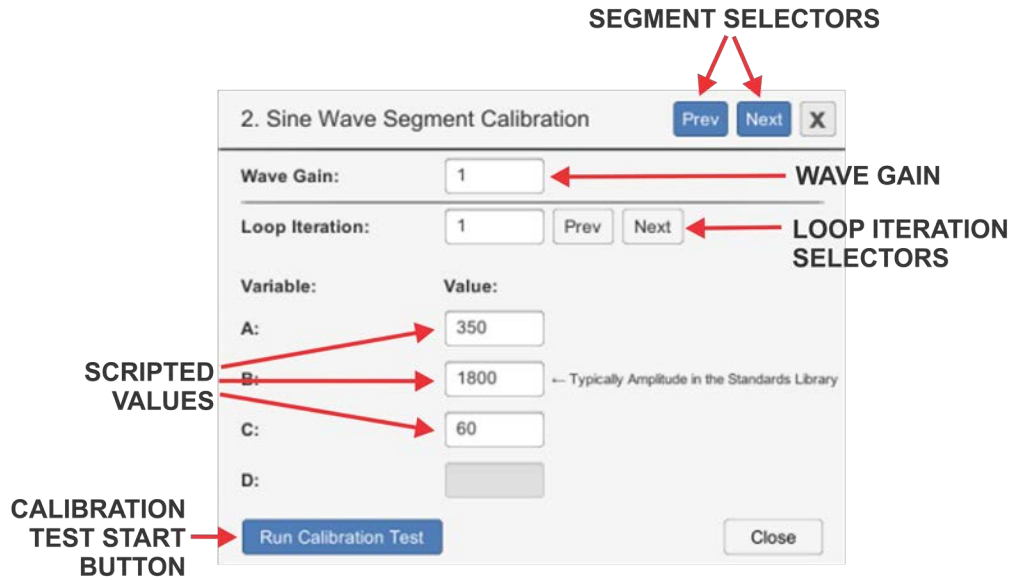 SEGMENT SELECTORS
2. Sine Wave Segment Calibration
Prev
Next
X
Wave Gain:
1
WAVE GAIN
Loop Iteration:
1
Prev
Next
LOOP ITERATION
SELECTORS
Variable:
Value:
A:
350
SCRIPTED
VALUES
B:
1800
← Typically Amplitude in the Standards Library
C:
60
D:
CALIBRATION
TEST START
BUTTON
Run Calibration Test
Close